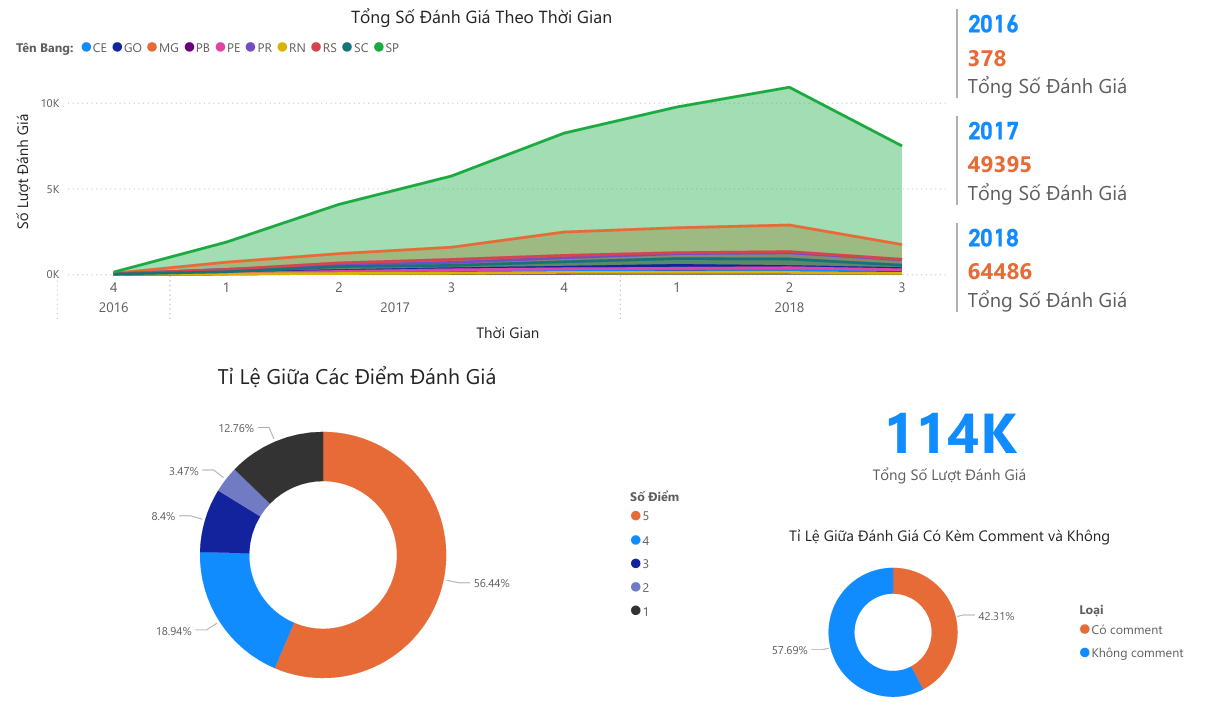 Tổng Số Đánh Giá Theo Thời Gian
Tên Bang: CE GO MG PB PE PR RN RS SC SP
Số Lượt Đánh Giá
10K
5K
0K
4 1 2 3 4 1 2 3
2016 2017 2018
Thời Gian
2016
378
Tổng Số Đánh Giá
2017
49395
Tổng Số Đánh Giá
2018
64486
Tổng Số Đánh Giá
Tỉ Lệ Giữa Các Điểm Đánh Giá
12.76%
3.47%
8.4%
18.94%
56.44%
Số Điểm
5
4
3
2
1
114K
Tổng Số Lượt Đánh Giá
Tỉ Lệ Giữa Đánh Giá Có Kèm Comment và Không
42.31%
57.69%
Loại
Có comment
Không comment